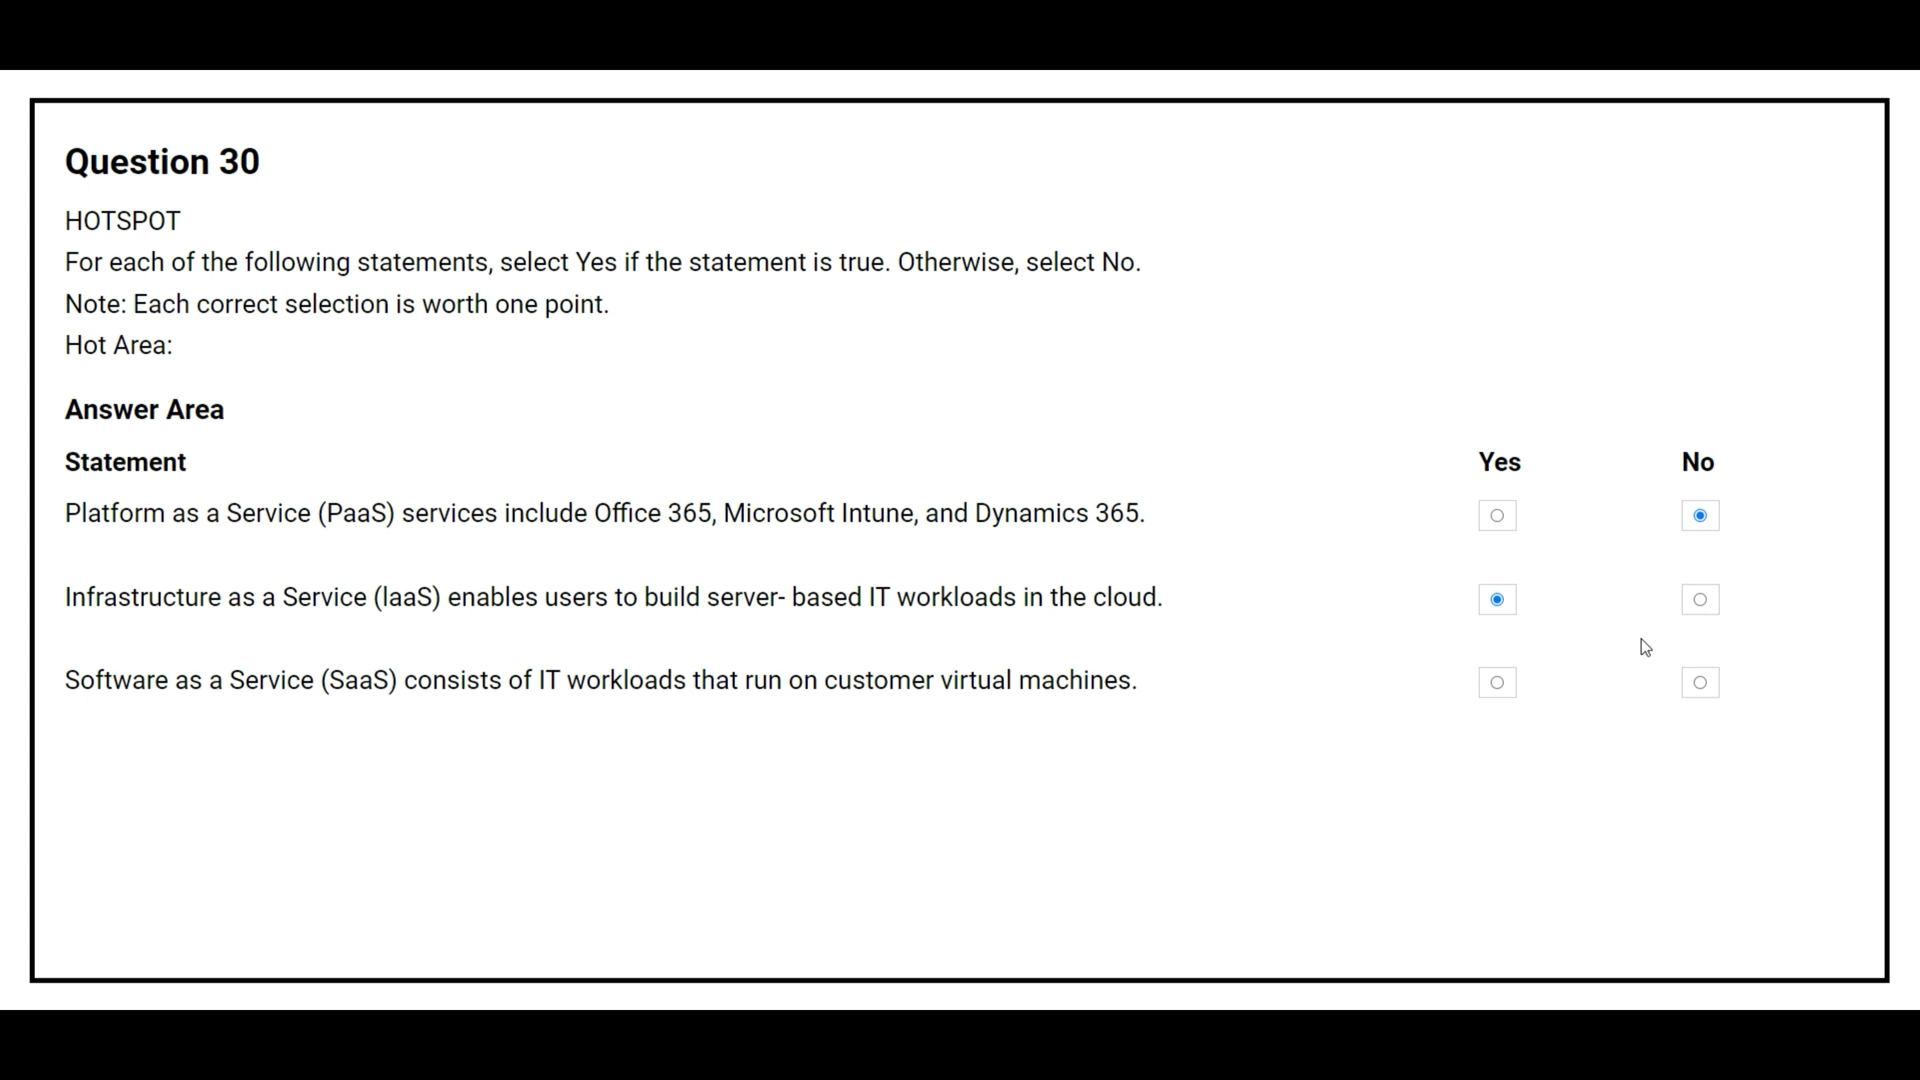 Question 30
HOTSPOT
For each of the following statements, select Yes if the statement is true. Otherwise, select No.
Note: Each correct selection is worth one point.
Hot Area:
Answer Area
Statement Yes No
Platform as a Service (PaaS) services include Office 365, Microsoft Intune, and Dynamics 365.
Infrastructure as a Service (IaaS) enables users to build server- based IT workloads in the cloud.
Software as a Service (SaaS) consists of IT workloads that run on customer virtual machines.